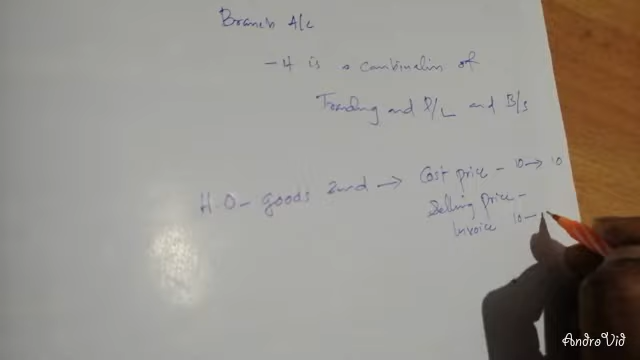 Branch A/c
- It is a combination of
Trading and P/L and B/S
H.O - goods send → Cost price - 10 → 10
Selling price -
Invoice 10 -
AndroVid